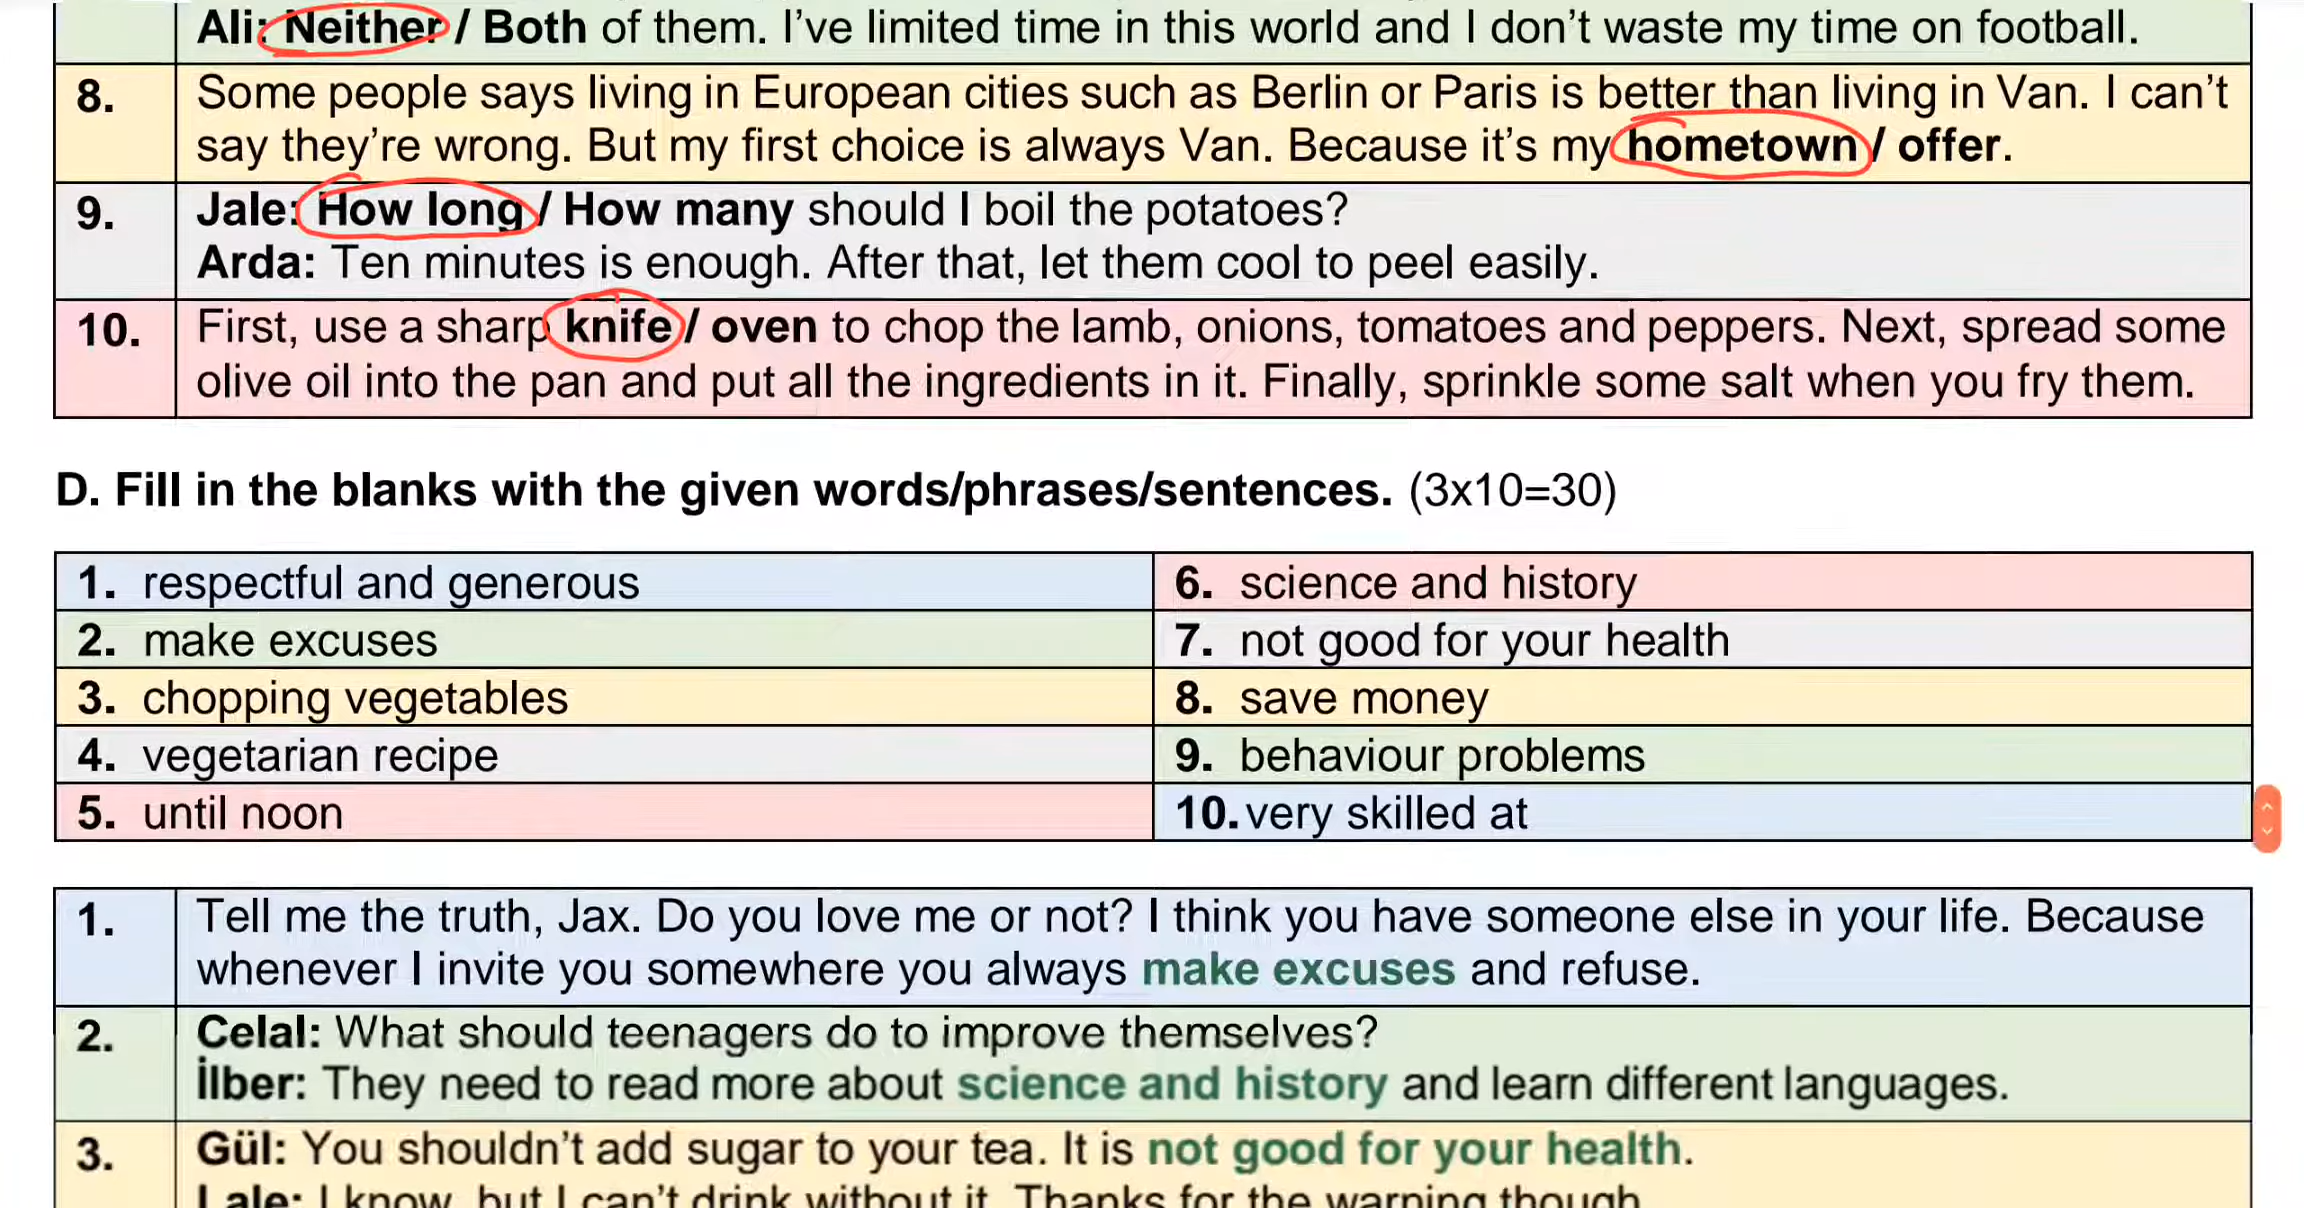 Ali: Neither / Both of them. I’ve limited time in this world and I don’t waste my time on football.
8. Some people says living in European cities such as Berlin or Paris is better than living in Van. I can’t
say they’re wrong. But my first choice is always Van. Because it’s my hometown / offer.
9. Jale: How long / How many should I boil the potatoes?
Arda: Ten minutes is enough. After that, let them cool to peel easily.
10. First, use a sharp knife / oven to chop the lamb, onions, tomatoes and peppers. Next, spread some
olive oil into the pan and put all the ingredients in it. Finally, sprinkle some salt when you fry them.
D. Fill in the blanks with the given words/phrases/sentences. (3x10=30)
1. respectful and generous
2. make excuses
3. chopping vegetables
4. vegetarian recipe
5. until noon
6. science and history
7. not good for your health
8. save money
9. behaviour problems
10. very skilled at
1. Tell me the truth, Jax. Do you love me or not? I think you have someone else in your life. Because
whenever I invite you somewhere you always make excuses and refuse.
2. Celal: What should teenagers do to improve themselves?
İlber: They need to read more about science and history and learn different languages.
3. Gül: You shouldn’t add sugar to your tea. It is not good for your health.
Lale: I know, but I can’t drink without it. Thanks for the warning though.